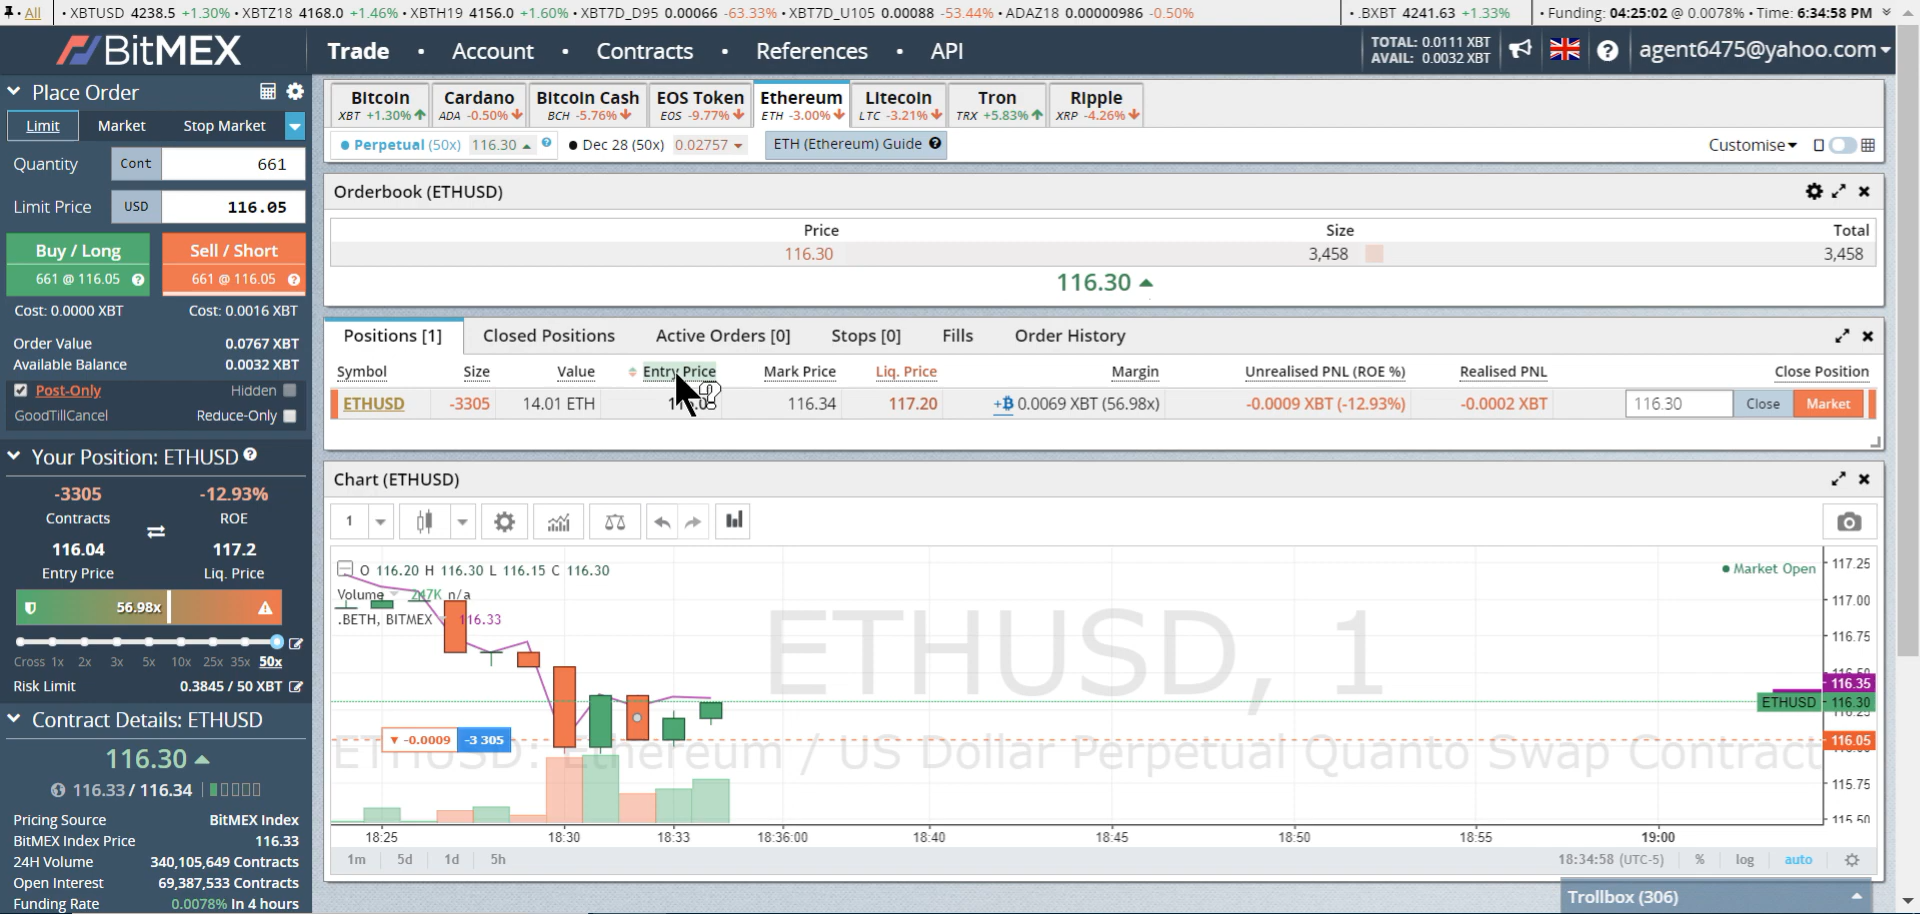 All • XBTUSD 4238.5 +1.30% • XBTZ18 4168.0 +1.46% • XBTH19 4156.0 +1.60% • XBT7D_D95 0.00066 -63.33% • XBT7D_U105 0.00088 -53.44% • ADAZ18 0.00000986 -0.50% • .BXBT 4241.63 +1.33% • Funding: 04:25:02 @ 0.0078% • Time: 6:34:58 PM
BitMEX Trade • Account • Contracts • References • API
TOTAL: 0.0111 XBT
AVAIL: 0.0032 XBT
agent6475@yahoo.com
Place Order
Limit Market Stop Market
Quantity Cont 661
Limit Price USD 116.05
Buy / Long Sell / Short
661 @ 116.05 661 @ 116.05
Cost: 0.0000 XBT Cost: 0.0016 XBT
Order Value 0.0767 XBT
Available Balance 0.0032 XBT
Post-Only Hidden
GoodTillCancel Reduce-Only
Your Position: ETHUSD
-3305 -12.93%
Contracts ROE
116.04 117.2
Entry Price Liq. Price
56.98x
Cross 1x 2x 3x 5x 10x 25x 35x 50x
Risk Limit 0.3845 / 50 XBT
Contract Details: ETHUSD
116.30
116.33 / 116.34
Pricing Source BitMEX Index
BitMEX Index Price 116.33
24H Volume 340,105,649 Contracts
Open Interest 69,387,533 Contracts
Funding Rate 0.0078% In 4 hours
Bitcoin Cardano Bitcoin Cash EOS Token Ethereum Litecoin Tron Ripple
XBT +1.30% ADA -0.50% BCH -5.76% EOS -9.77% ETH -3.00% LTC -3.21% TRX +5.83% XRP -4.26%
Perpetual (50x) 116.30 Dec 28 (50x) 0.02757 ETH (Ethereum) Guide Customise
Orderbook (ETHUSD)
Price Size Total
116.30 3,458 3,458
116.30
Positions [1] Closed Positions Active Orders [0] Stops [0] Fills Order History
Symbol Size Value Entry Price Mark Price Liq. Price Margin Unrealised PNL (ROE %) Realised PNL Close Position
ETHUSD -3305 14.01 ETH 116.34 117.20 0.0069 XBT (56.98x) -0.0009 XBT (-12.93%) -0.0002 XBT 116.30 Close Market
Chart (ETHUSD)
1
O 116.20 H 116.30 L 116.15 C 116.30
Volume 247K n/a
.BETH, BITMEX 116.33
ETHUSD, 1
ETHUSD: Ethereum / US Dollar Perpetual Quanto Swap Contract
-0.0009 -3 305
Market Open
117.25
117.00
116.75
116.50
116.35
ETHUSD 116.30
116.25
116.05
115.75
115.50
18:25 18:30 18:33 18:36:00 18:40 18:45 18:50 18:55 19:00
1m 5d 1d 5h 18:34:58 (UTC-5) % log auto
Trollbox (306)